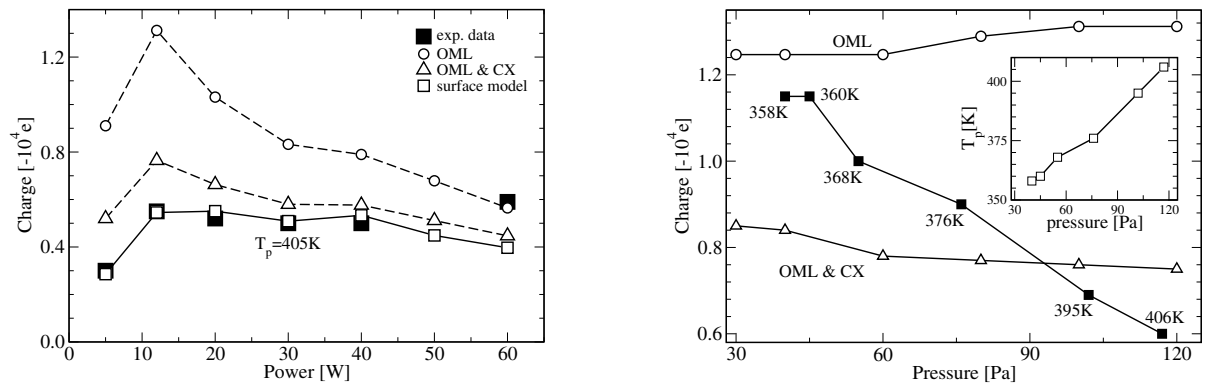 1.2
0.8
0.4
0.0
Charge [-10⁴e]
exp. data
OML
OML & CX
surface model
Tp=405K
0 10 20 30 40 50 60
Power [W]
1.2
1.0
0.8
0.6
Charge [-10⁴e]
OML
358K
360K
368K
376K
OML & CX
395K
406K
30 60 90 120
Pressure [Pa]
400
375
350
Tp[K]
30 60 90 120
pressure [Pa]